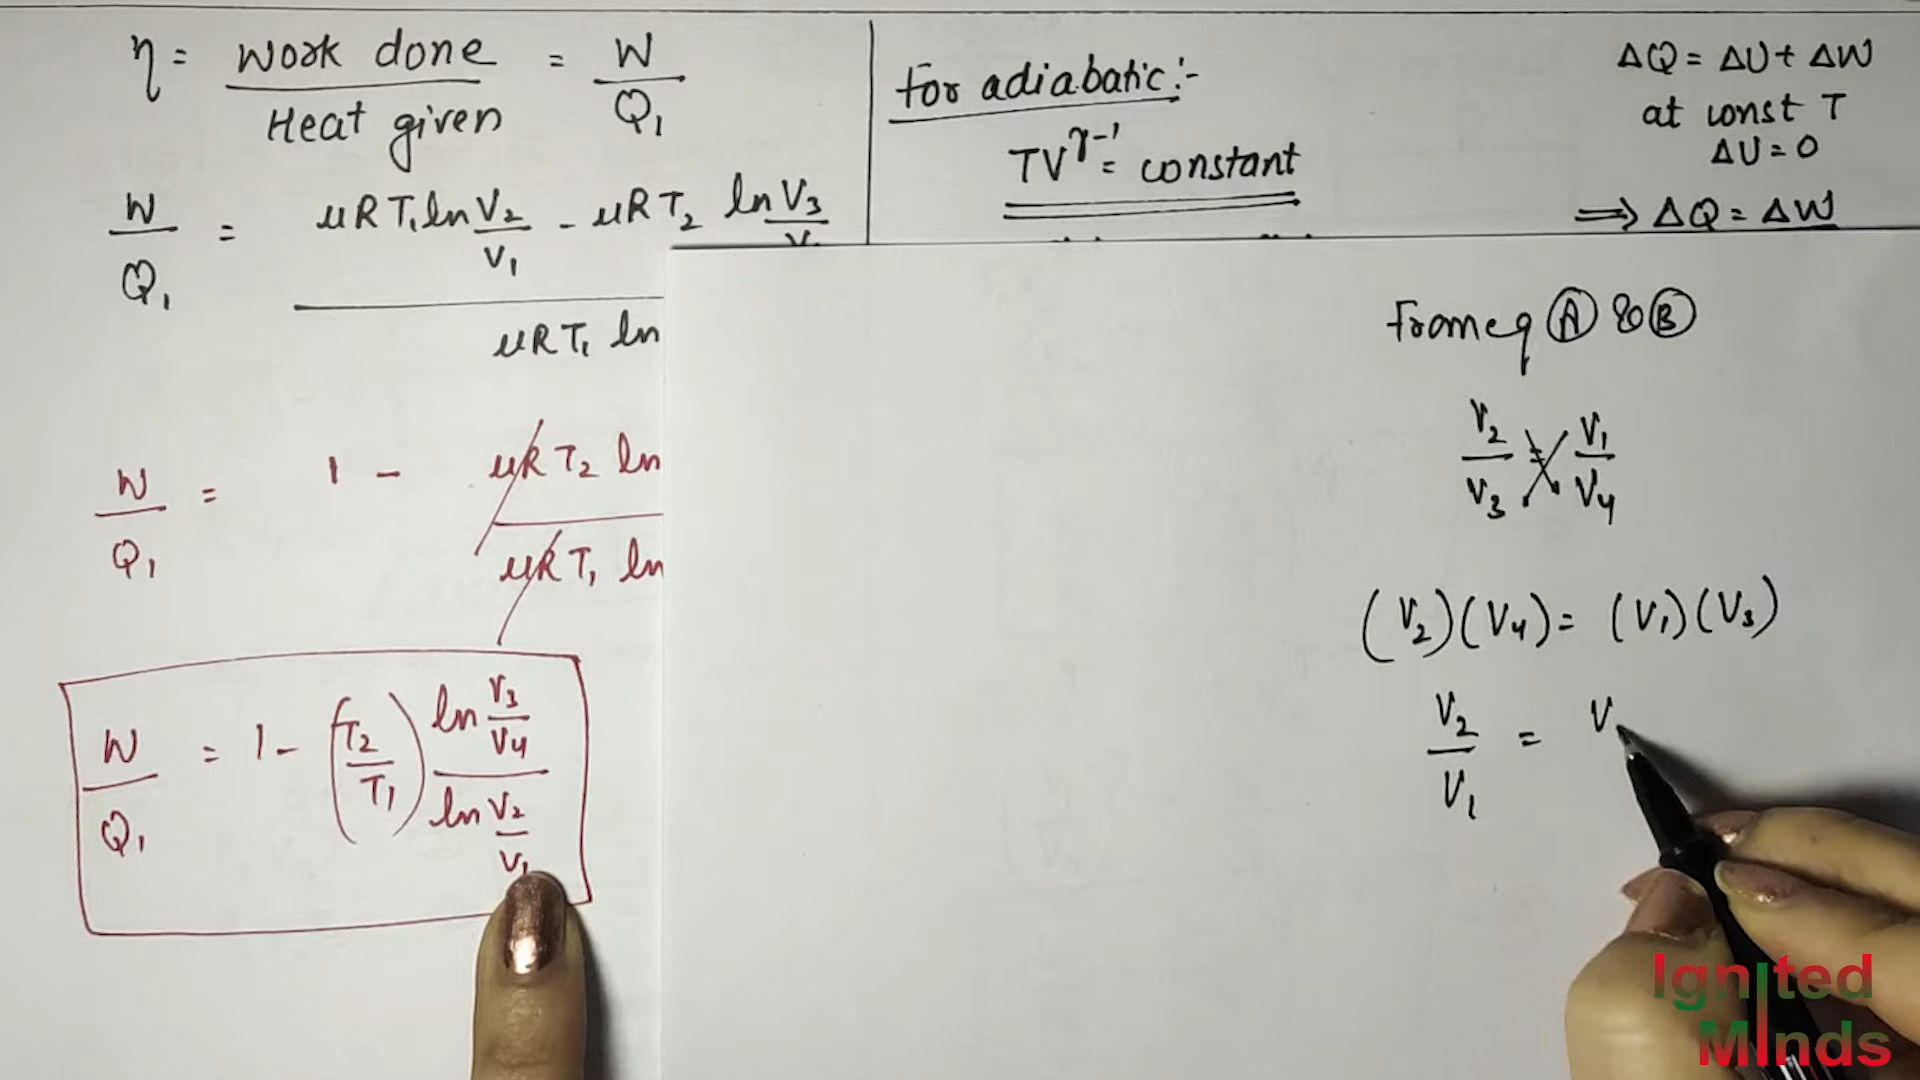 η = Work done / Heat given = W / Q₁
W / Q₁ = μRT₁ ln V₂/V₁ - μRT₂ ln V₃/V / μRT₁ ln
W / Q₁ = 1 - μRT₂ ln / μRT₁ ln
W / Q₁ = 1 - (T₂/T₁) ln V₃/V₄ / ln V₂/V₁
For adiabatic:-
TV^γ-1 = constant
ΔQ = ΔU + ΔW
at const T
ΔU = 0
⇒ ΔQ = ΔW
From eq Ⓐ & Ⓑ
V₂/V₃ = V₁/V₄
(V₂)(V₄) = (V₁)(V₃)
V₂/V₁ = V
Ignited
Minds